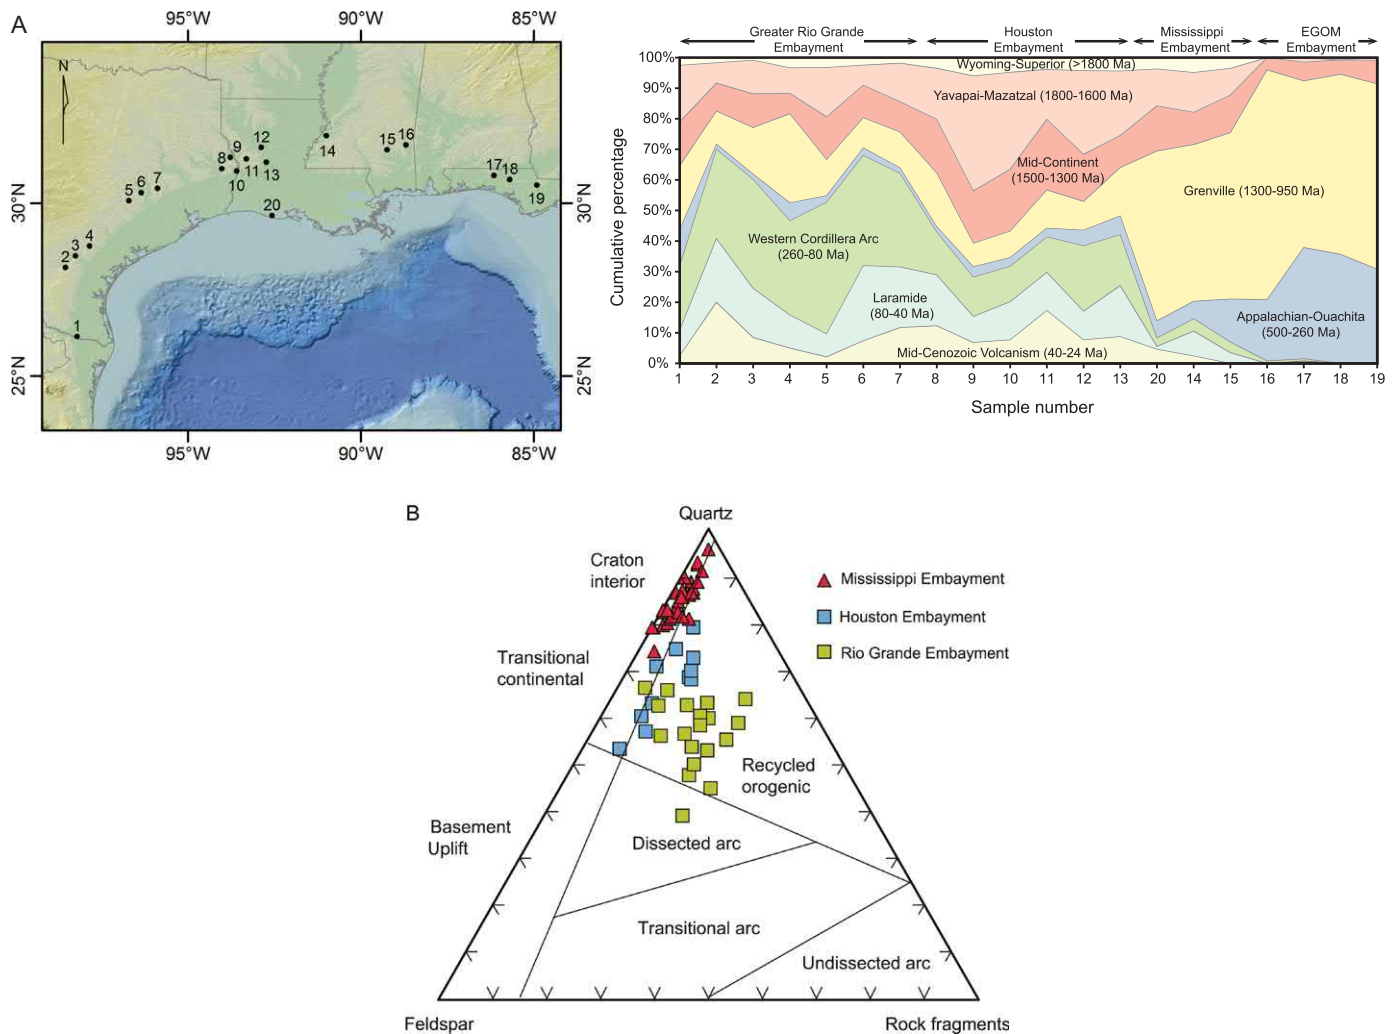 A
95°W
90°W
85°W
N
30°N
30°N
25°N
25°N
1
2
3
4
5
6
7
8
9
10
11
12
13
14
15
16
17
18
19
20
95°W
90°W
85°W
Greater Rio Grande
Embayment
Houston
Embayment
Mississippi
Embayment
EGOM
Embayment
Cumulative percentage
100%
90%
80%
70%
60%
50%
40%
30%
20%
10%
0%
Wyoming-Superior (>1800 Ma)
Yavapai-Mazatzal (1800-1600 Ma)
Mid-Continent
(1500-1300 Ma)
Grenville (1300-950 Ma)
Western Cordillera Arc
(260-80 Ma)
Laramide
(80-40 Ma)
Appalachian-Ouachita
(500-260 Ma)
Mid-Cenozoic Volcanism (40-24 Ma)
1 2 3 4 5 6 7 8 9 10 11 12 13 20 14 15 16 17 18 19
Sample number
B
Quartz
Craton
interior
Transitional
continental
Basement
Uplift
Recycled
orogenic
Dissected arc
Transitional arc
Undissected arc
Feldspar
Rock fragments
Mississippi Embayment
Houston Embayment
Rio Grande Embayment